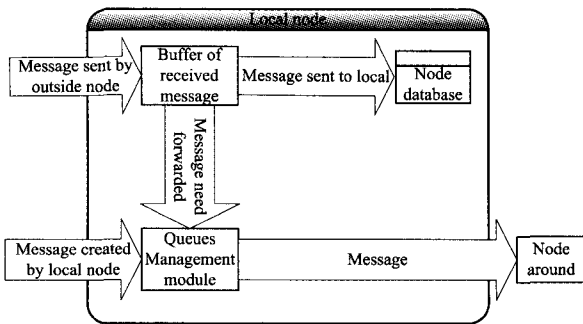 Local node
Message sent by
outside node
Buffer of
received
message
Message sent to local
Node
database
Message need
forwarded
Message created
by local node
Queues
Management
module
Message
Node
around